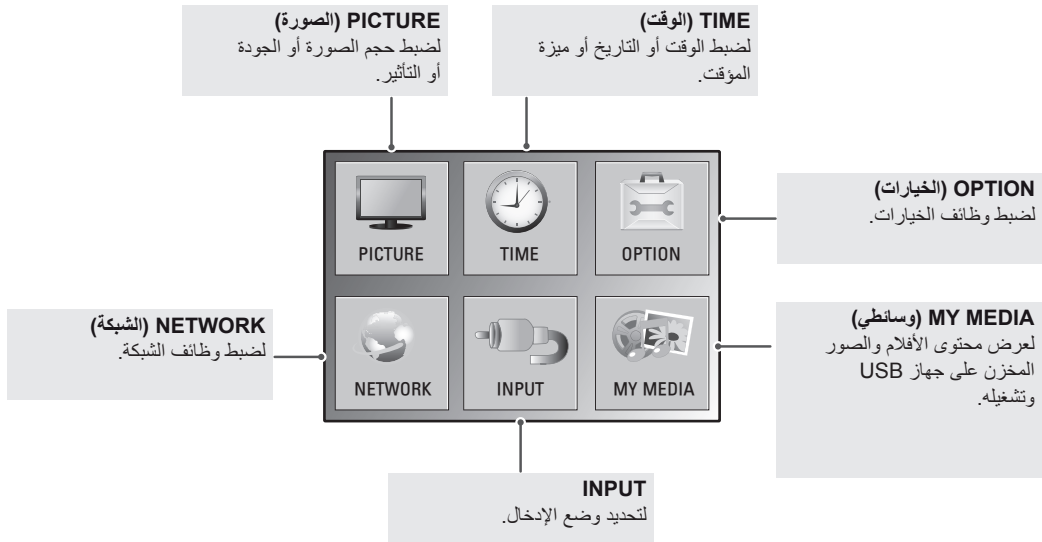 PICTURE (الصورة)
لضبط حجم الصورة أو الجودة
أو التأثير.
TIME (الوقت)
لضبط الوقت أو التاريخ أو ميزة
المؤقت.
PICTURE
TIME
OPTION
OPTION (الخيارات)
لضبط وظائف الخيارات.
NETWORK (الشبكة)
لضبط وظائف الشبكة.
NETWORK
INPUT
MY MEDIA
MY MEDIA (وسائطي)
لعرض محتوى الأفلام والصور
المخزن على جهاز USB
وتشغيله.
INPUT
لتحديد وضع الإدخال.